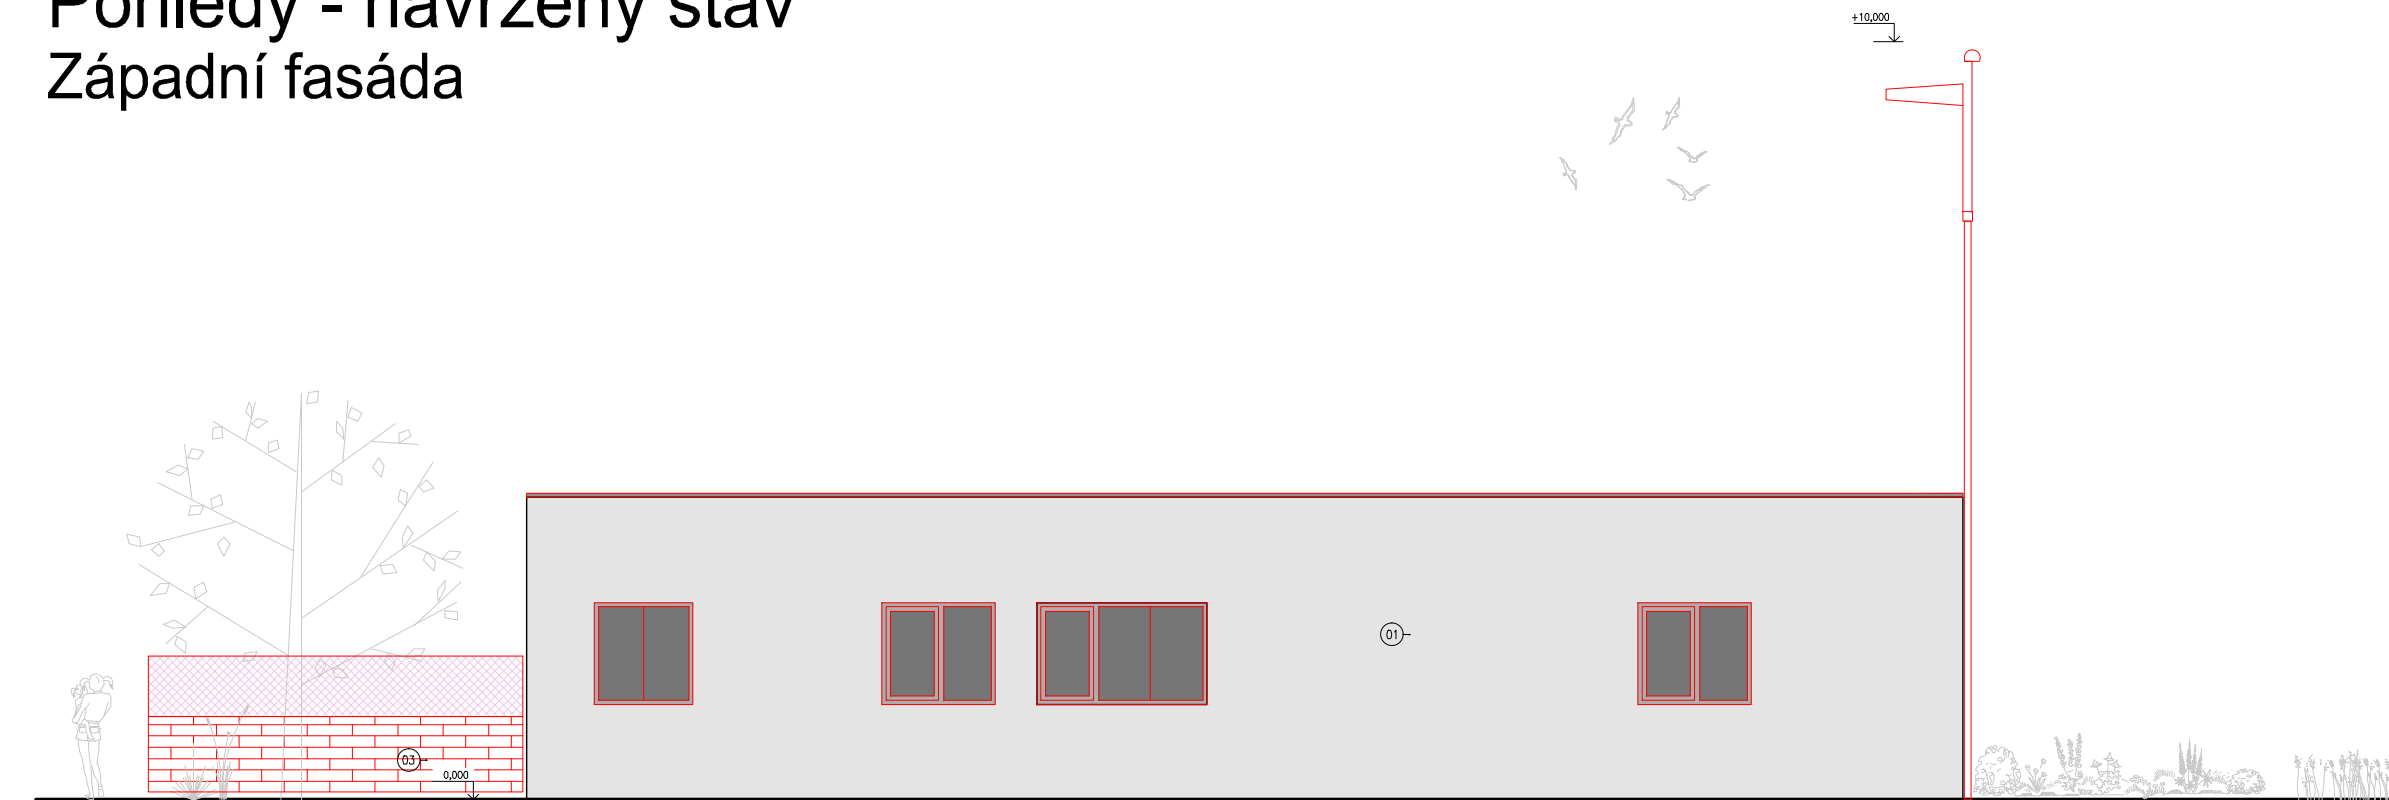 Pohledy - navržený stav
Západní fasáda
+10,000
01
03
0,000